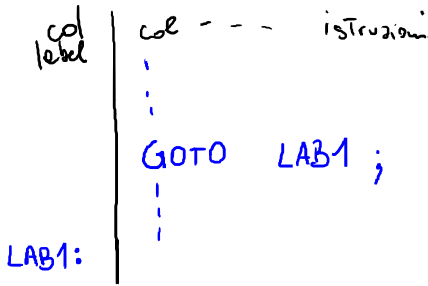 col col - - - istruzioni
label
GOTO LAB1 ;
LAB1: